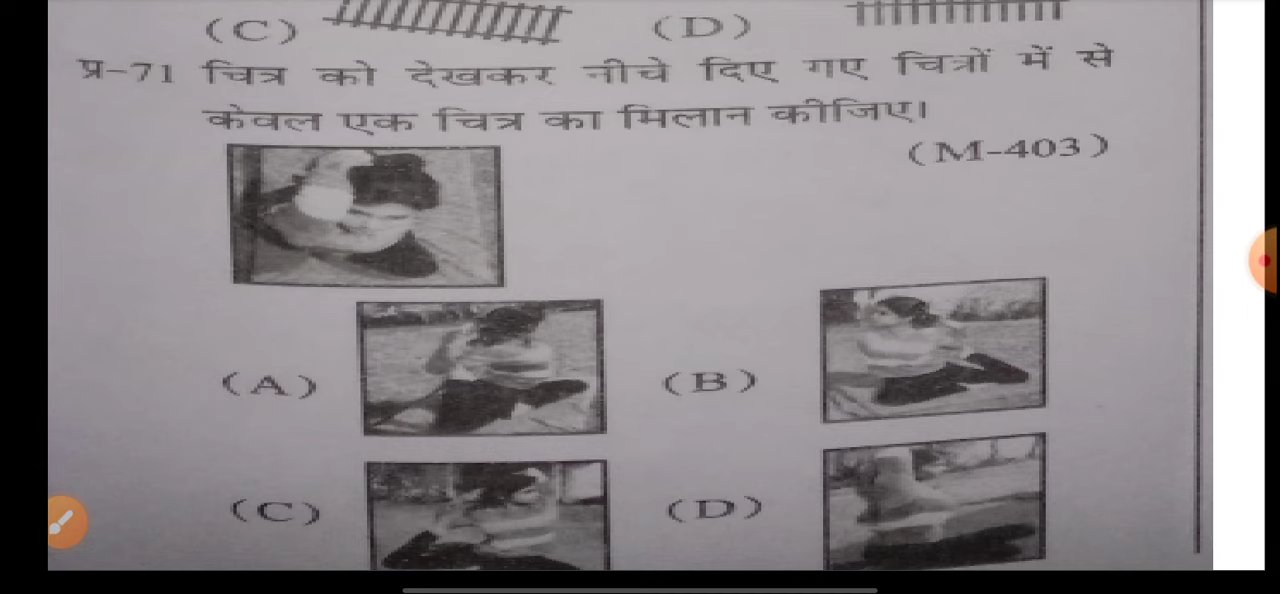 (C) (D)
प्र-71 चित्र को देखकर नीचे दिए गए चित्रों में से
केवल एक चित्र का मिलान कीजिए।
(M-403)
(A) (B)
(C) (D)